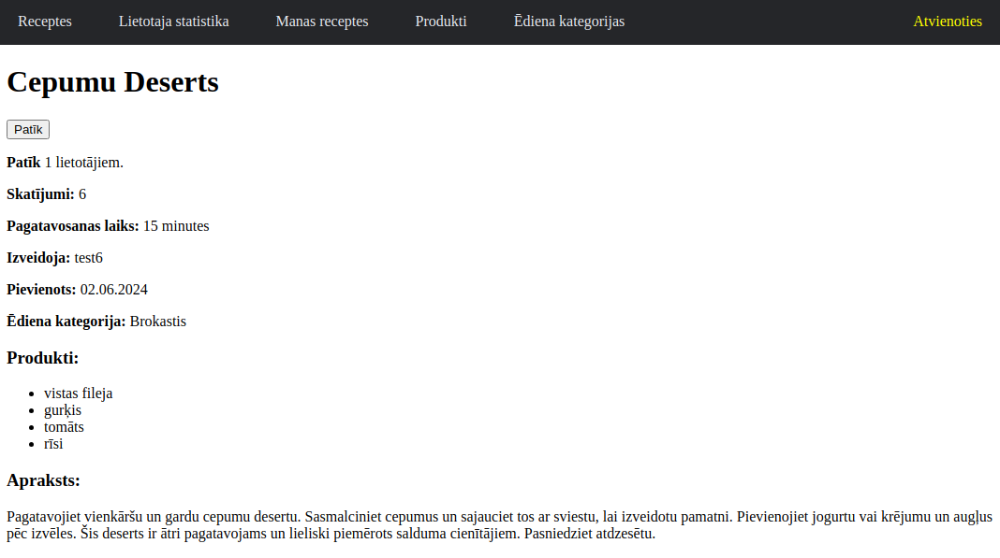 Receptes Lietotaja statistika Manas receptes Produkti Ēdiena kategorijas Atvienoties
Cepumu Deserts
Patīk
Patīk 1 lietotājiem.
Skatījumi: 6
Pagatavosanas laiks: 15 minutes
Izveidoja: test6
Pievienots: 02.06.2024
Ēdiena kategorija: Brokastis
Produkti:
vistas fileja
gurķis
tomāts
rīsi
Apraksts:
Pagatavojiet vienkāršu un gardu cepumu desertu. Sasmalciniet cepumus un sajauciet tos ar sviestu, lai izveidotu pamatni. Pievienojiet jogurtu vai krējumu un augļus
pēc izvēles. Šis deserts ir ātri pagatavojams un lieliski piemērots salduma cienītājiem. Pasniedziet atdzesētu.